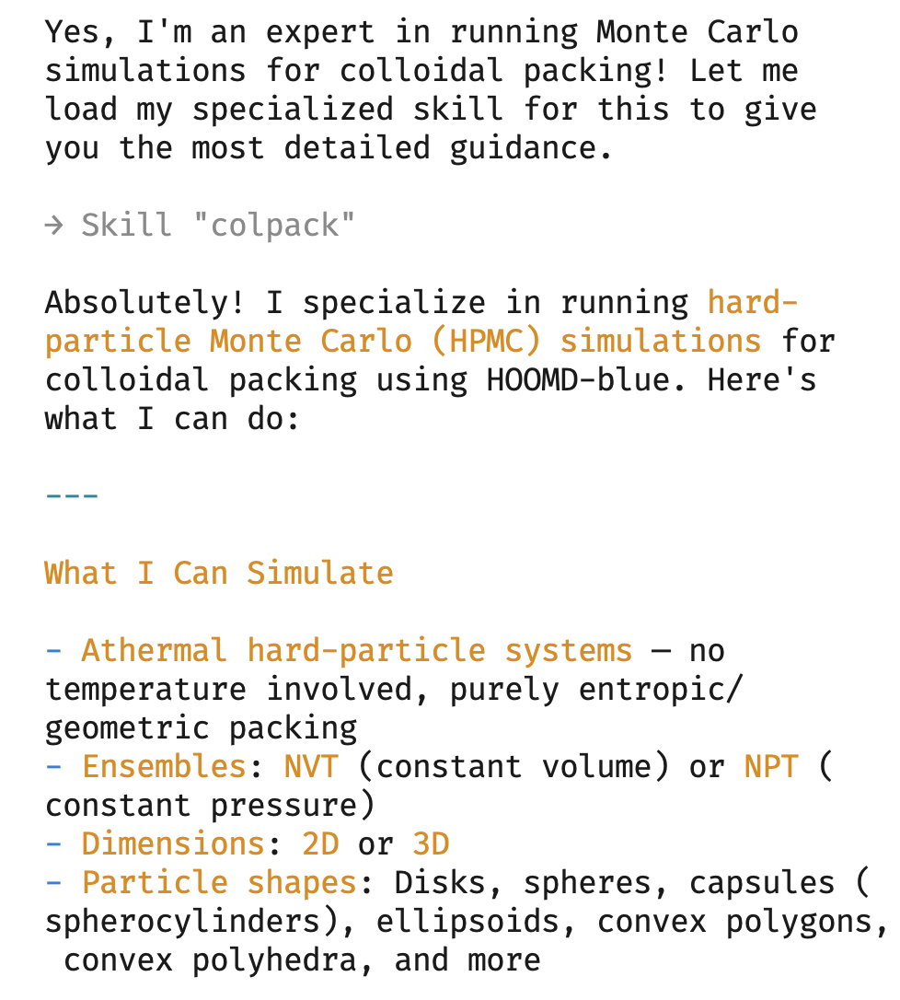 Yes, I'm an expert in running Monte Carlo
simulations for colloidal packing! Let me
load my specialized skill for this to give
you the most detailed guidance.
→ Skill "colpack"
Absolutely! I specialize in running hard-
particle Monte Carlo (HPMC) simulations for
colloidal packing using HOOMD-blue. Here's
what I can do:
---
What I Can Simulate
- Athermal hard-particle systems — no
temperature involved, purely entropic/
geometric packing
- Ensembles: NVT (constant volume) or NPT (
constant pressure)
- Dimensions: 2D or 3D
- Particle shapes: Disks, spheres, capsules (
spherocylinders), ellipsoids, convex polygons,
convex polyhedra, and more